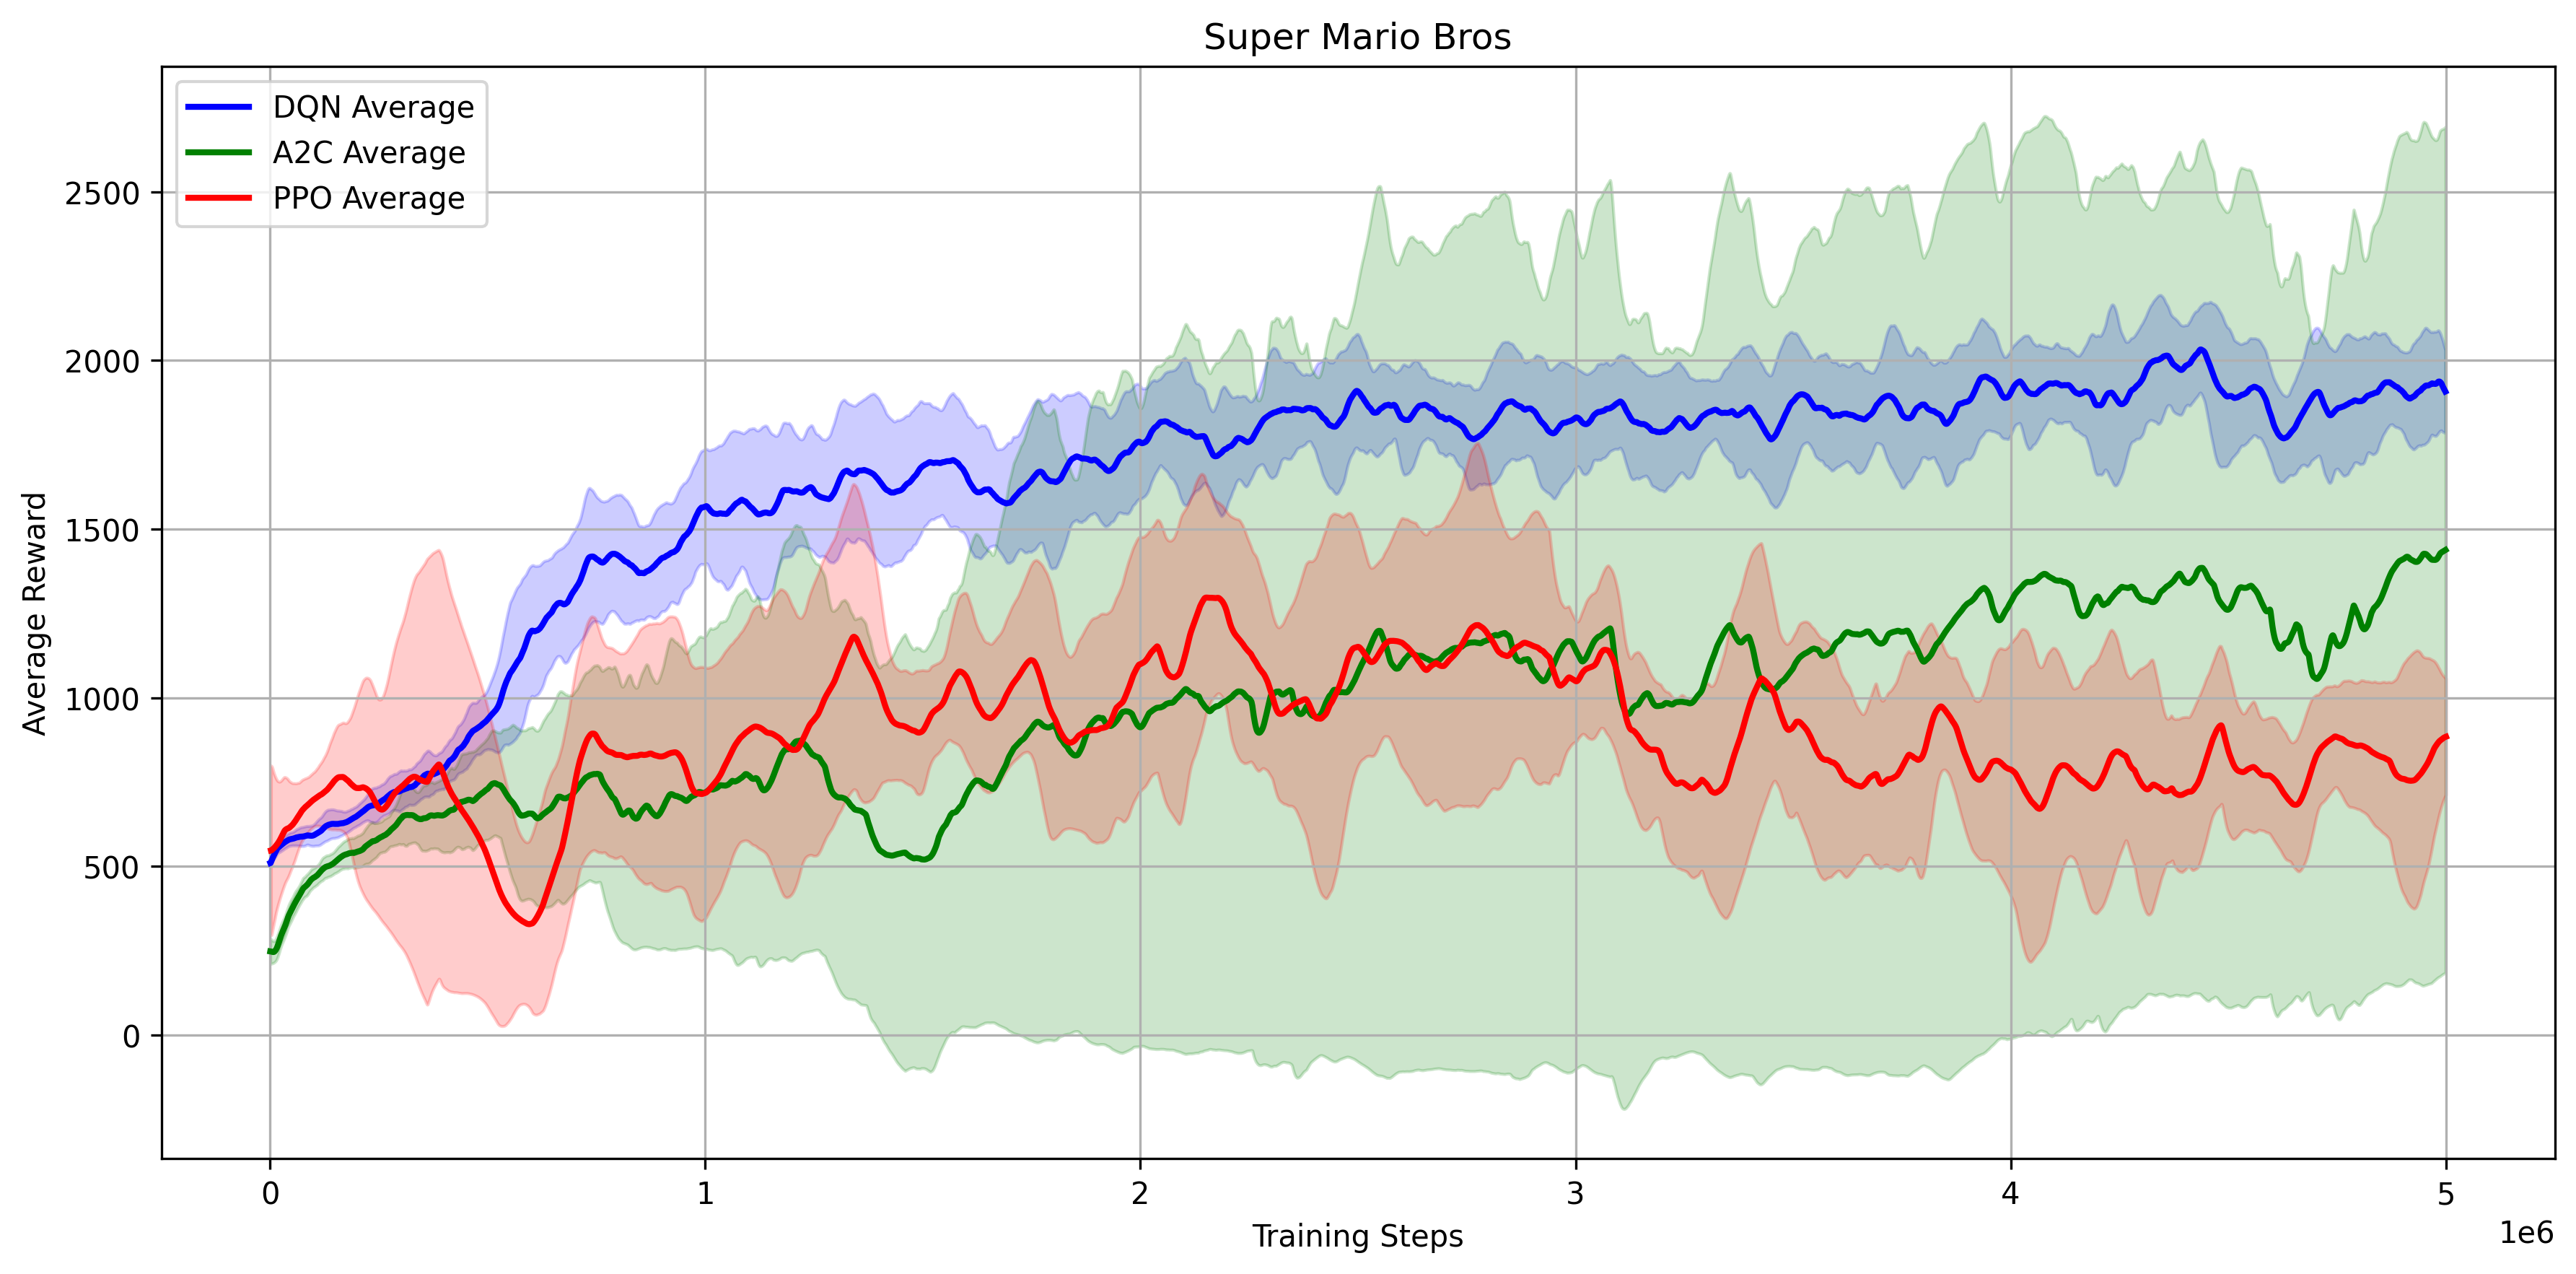 Super Mario Bros
DQN Average
A2C Average
PPO Average
2500
2000
1500
1000
500
0
Average Reward
0 1 2 3 4 5
1e6
Training Steps